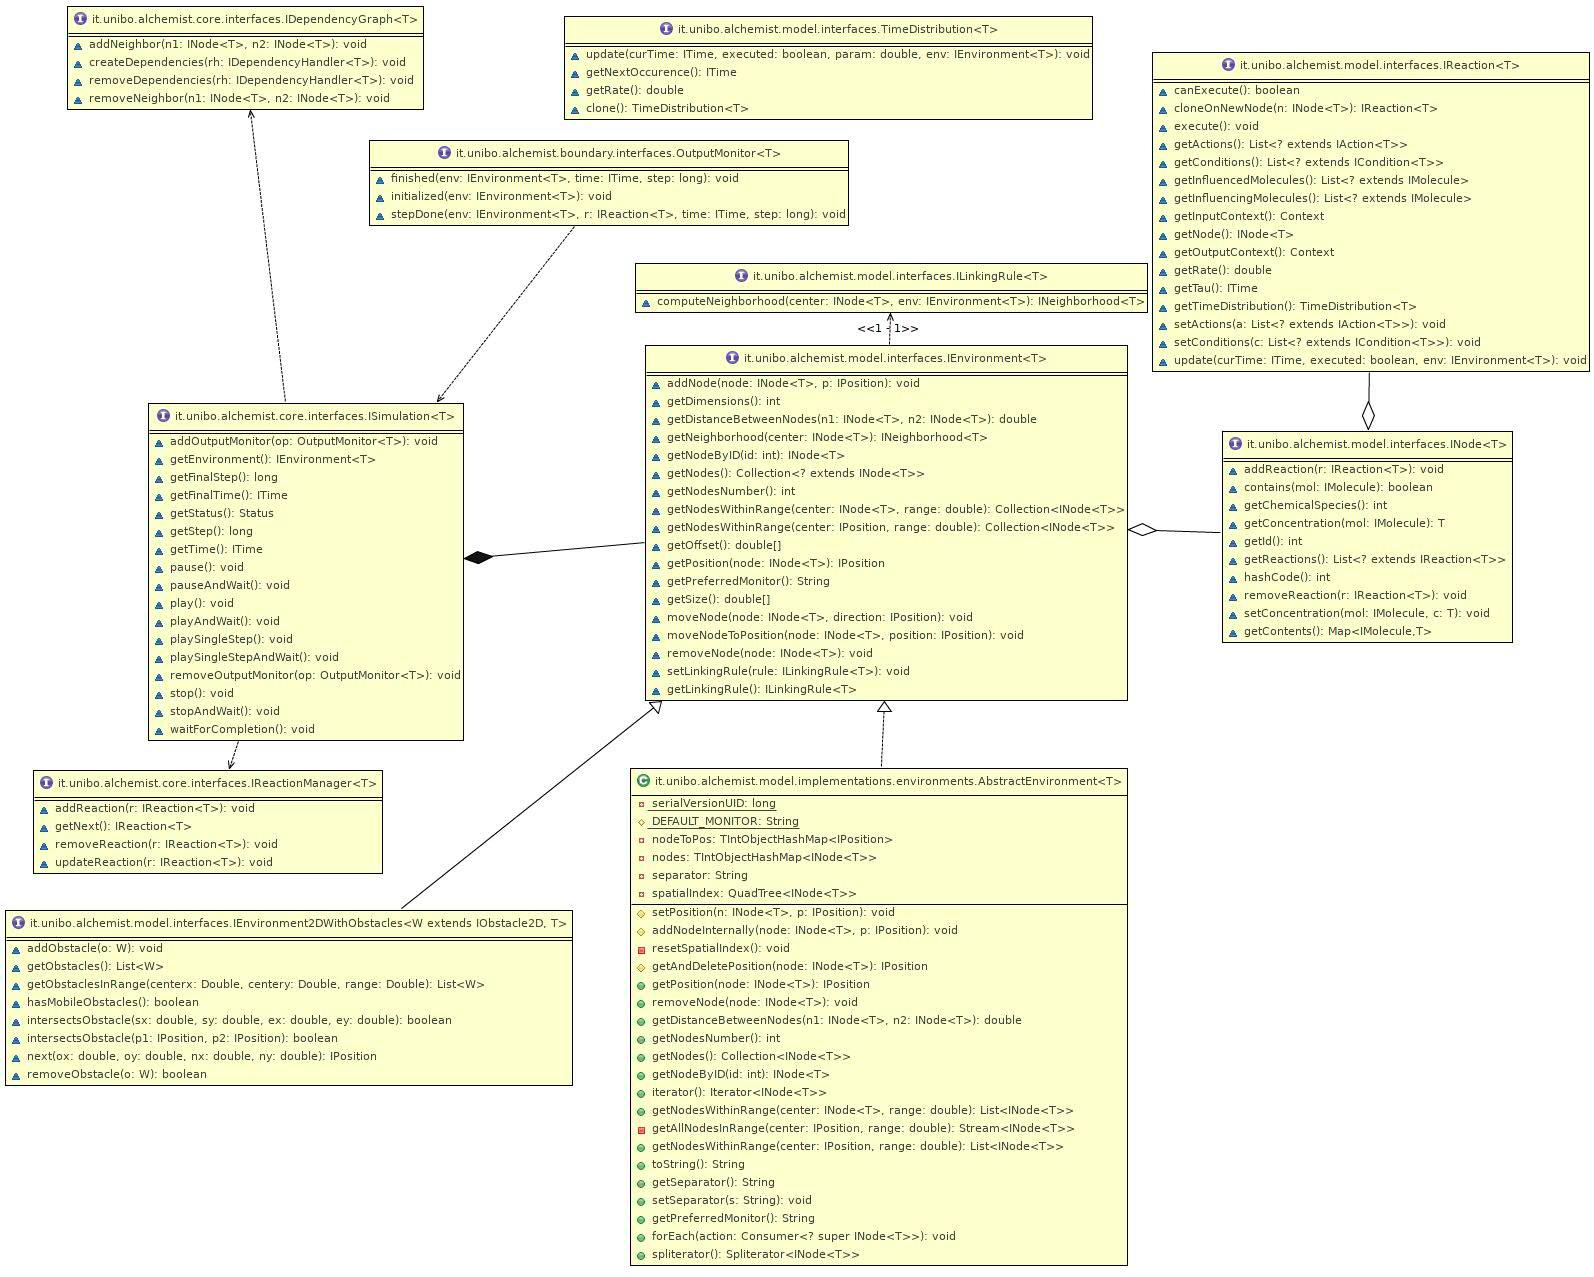 it.unibo.alchemist.core.interfaces.IDependencyGraph<T>
addNeighbor(n1: INode<T>, n2: INode<T>): void
createDependencies(rh: IDependencyHandler<T>): void
removeDependencies(rh: IDependencyHandler<T>): void
removeNeighbor(n1: INode<T>, n2: INode<T>): void
it.unibo.alchemist.model.interfaces.TimeDistribution<T>
update(curTime: ITime, executed: boolean, param: double, env: IEnvironment<T>): void
getNextOccurence(): ITime
getRate(): double
clone(): TimeDistribution<T>
it.unibo.alchemist.model.interfaces.IReaction<T>
canExecute(): boolean
cloneOnNewNode(n: INode<T>): IReaction<T>
execute(): void
getActions(): List<? extends IAction<T>>
getConditions(): List<? extends ICondition<T>>
getInfluencedMolecules(): List<? extends IMolecule>
getInfluencingMolecules(): List<? extends IMolecule>
getInputContext(): Context
getNode(): INode<T>
getOutputContext(): Context
getRate(): double
getTau(): ITime
getTimeDistribution(): TimeDistribution<T>
setActions(a: List<? extends IAction<T>>): void
setConditions(c: List<? extends ICondition<T>>): void
update(curTime: ITime, executed: boolean, env: IEnvironment<T>): void
it.unibo.alchemist.boundary.interfaces.OutputMonitor<T>
finished(env: IEnvironment<T>, time: ITime, step: long): void
initialized(env: IEnvironment<T>): void
stepDone(env: IEnvironment<T>, r: IReaction<T>, time: ITime, step: long): void
it.unibo.alchemist.model.interfaces.ILinkingRule<T>
computeNeighborhood(center: INode<T>, env: IEnvironment<T>): INeighborhood<T>
<<1 - 1>>
it.unibo.alchemist.model.interfaces.IEnvironment<T>
addNode(node: INode<T>, p: IPosition): void
getDimensions(): int
getDistanceBetweenNodes(n1: INode<T>, n2: INode<T>): double
getNeighborhood(center: INode<T>): INeighborhood<T>
getNodeByID(id: int): INode<T>
getNodes(): Collection<? extends INode<T>>
getNodesNumber(): int
getNodesWithinRange(center: INode<T>, range: double): Collection<INode<T>>
getNodesWithinRange(center: IPosition, range: double): Collection<INode<T>>
getOffset(): double[]
getPosition(node: INode<T>): IPosition
getPreferredMonitor(): String
getSize(): double[]
moveNode(node: INode<T>, direction: IPosition): void
moveNodeToPosition(node: INode<T>, position: IPosition): void
removeNode(node: INode<T>): void
setLinkingRule(rule: ILinkingRule<T>): void
getLinkingRule(): ILinkingRule<T>
it.unibo.alchemist.core.interfaces.ISimulation<T>
addOutputMonitor(op: OutputMonitor<T>): void
getEnvironment(): IEnvironment<T>
getFinalStep(): long
getFinalTime(): ITime
getStatus(): Status
getStep(): long
getTime(): ITime
pause(): void
pauseAndWait(): void
play(): void
playAndWait(): void
playSingleStep(): void
playSingleStepAndWait(): void
removeOutputMonitor(op: OutputMonitor<T>): void
stop(): void
stopAndWait(): void
waitForCompletion(): void
it.unibo.alchemist.model.interfaces.INode<T>
addReaction(r: IReaction<T>): void
contains(mol: IMolecule): boolean
getChemicalSpecies(): int
getConcentration(mol: IMolecule): T
getId(): int
getReactions(): List<? extends IReaction<T>>
hashCode(): int
removeReaction(r: IReaction<T>): void
setConcentration(mol: IMolecule, c: T): void
getContents(): Map<IMolecule,T>
it.unibo.alchemist.core.interfaces.IReactionManager<T>
addReaction(r: IReaction<T>): void
getNext(): IReaction<T>
removeReaction(r: IReaction<T>): void
updateReaction(r: IReaction<T>): void
it.unibo.alchemist.model.interfaces.IEnvironment2DWithObstacles<W extends IObstacle2D, T>
addObstacle(o: W): void
getObstacles(): List<W>
getObstaclesInRange(centerx: Double, centery: Double, range: Double): List<W>
hasMobileObstacles(): boolean
intersectsObstacle(sx: double, sy: double, ex: double, ey: double): boolean
intersectsObstacle(p1: IPosition, p2: IPosition): boolean
next(ox: double, oy: double, nx: double, ny: double): IPosition
removeObstacle(o: W): boolean
it.unibo.alchemist.model.implementations.environments.AbstractEnvironment<T>
serialVersionUID: long
DEFAULT_MONITOR: String
nodeToPos: TIntObjectHashMap<IPosition>
nodes: TIntObjectHashMap<INode<T>>
separator: String
spatialIndex: QuadTree<INode<T>>
setPosition(n: INode<T>, p: IPosition): void
addNodeInternally(node: INode<T>, p: IPosition): void
resetSpatialIndex(): void
getAndDeletePosition(node: INode<T>): IPosition
getPosition(node: INode<T>): IPosition
removeNode(node: INode<T>): void
getDistanceBetweenNodes(n1: INode<T>, n2: INode<T>): double
getNodesNumber(): int
getNodes(): Collection<INode<T>>
getNodeByID(id: int): INode<T>
iterator(): Iterator<INode<T>>
getNodesWithinRange(center: INode<T>, range: double): List<INode<T>>
getAllNodesInRange(center: IPosition, range: double): Stream<INode<T>>
getNodesWithinRange(center: IPosition, range: double): List<INode<T>>
toString(): String
getSeparator(): String
setSeparator(s: String): void
getPreferredMonitor(): String
forEach(action: Consumer<? super INode<T>>): void
spliterator(): Spliterator<INode<T>>